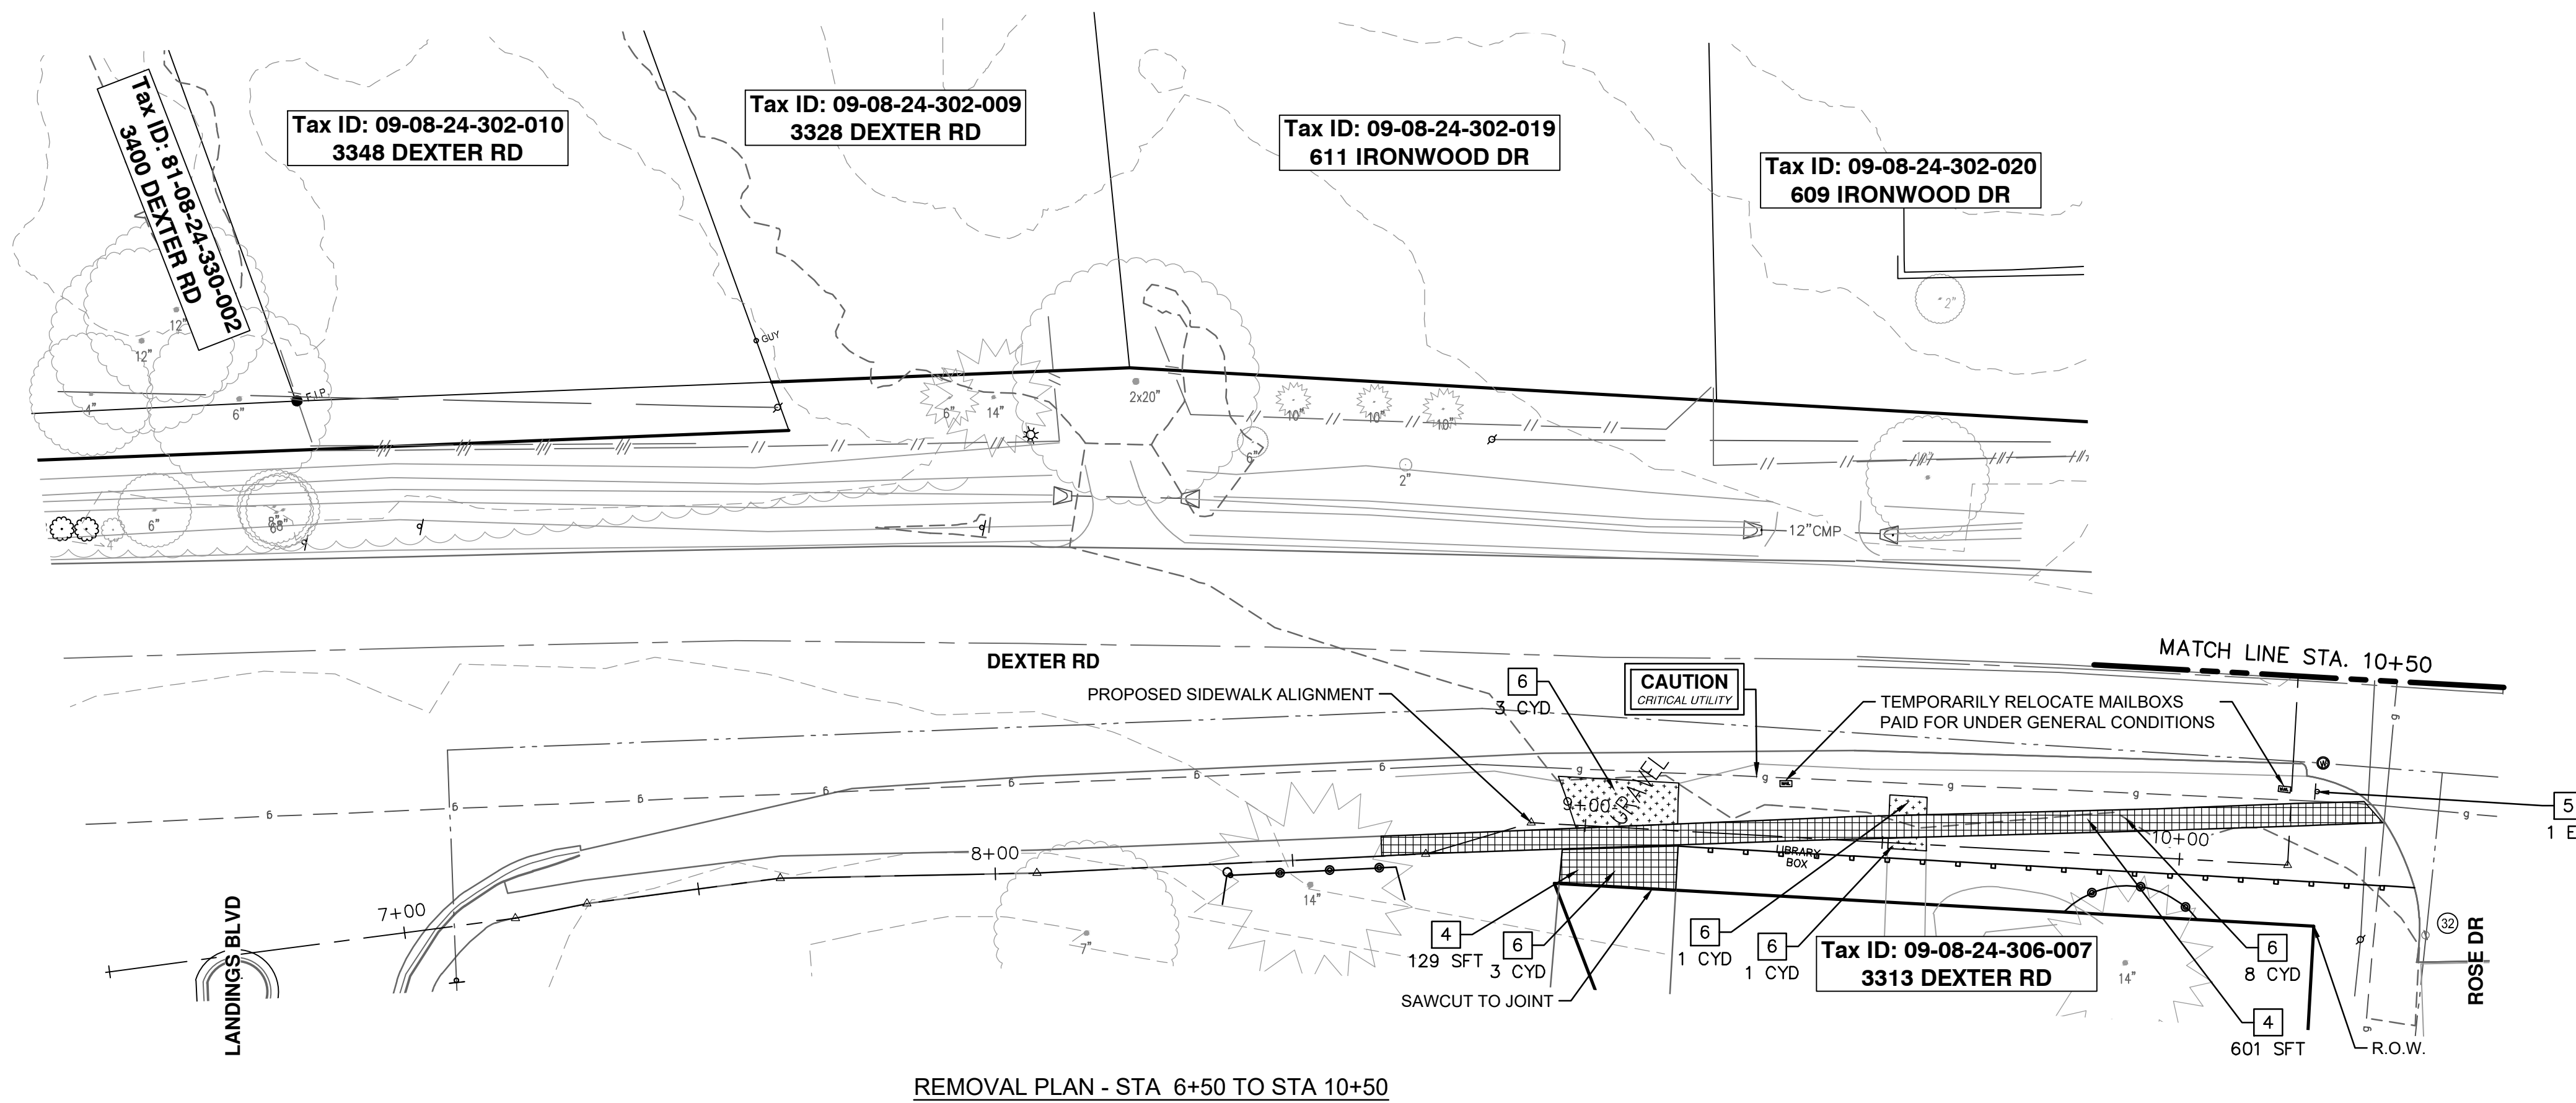 Tax ID: 81-08-24-330-002
3400 DEXTER RD
Tax ID: 09-08-24-302-010
3348 DEXTER RD
Tax ID: 09-08-24-302-009
3328 DEXTER RD
Tax ID: 09-08-24-302-019
611 IRONWOOD DR
Tax ID: 09-08-24-302-020
609 IRONWOOD DR
2"
12"
12"
GUY
F.I.P.
4"
6"
6"
14"
2x20"
10"
10"
10"
6"
2"
6"
4"
12"CMP
DEXTER RD
MATCH LINE STA. 10+50
PROPOSED SIDEWALK ALIGNMENT
6
3 CYD
CAUTION
CRITICAL UTILITY
TEMPORARILY RELOCATE MAILBOXS
PAID FOR UNDER GENERAL CONDITIONS
g
g
g
g
g
g
g
g
g
g
g
g
g
g
W
GRAVEL
9+00
5
1 E
8+00
LIBRARY
BOX
10+00
7+00
14"
7"
LANDINGS BLVD
4
129 SFT
6
3 CYD
6
1 CYD
6
1 CYD
Tax ID: 09-08-24-306-007
3313 DEXTER RD
14"
6
8 CYD
32
ROSE DR
SAWCUT TO JOINT
4
601 SFT
R.O.W.
REMOVAL PLAN - STA 6+50 TO STA 10+50